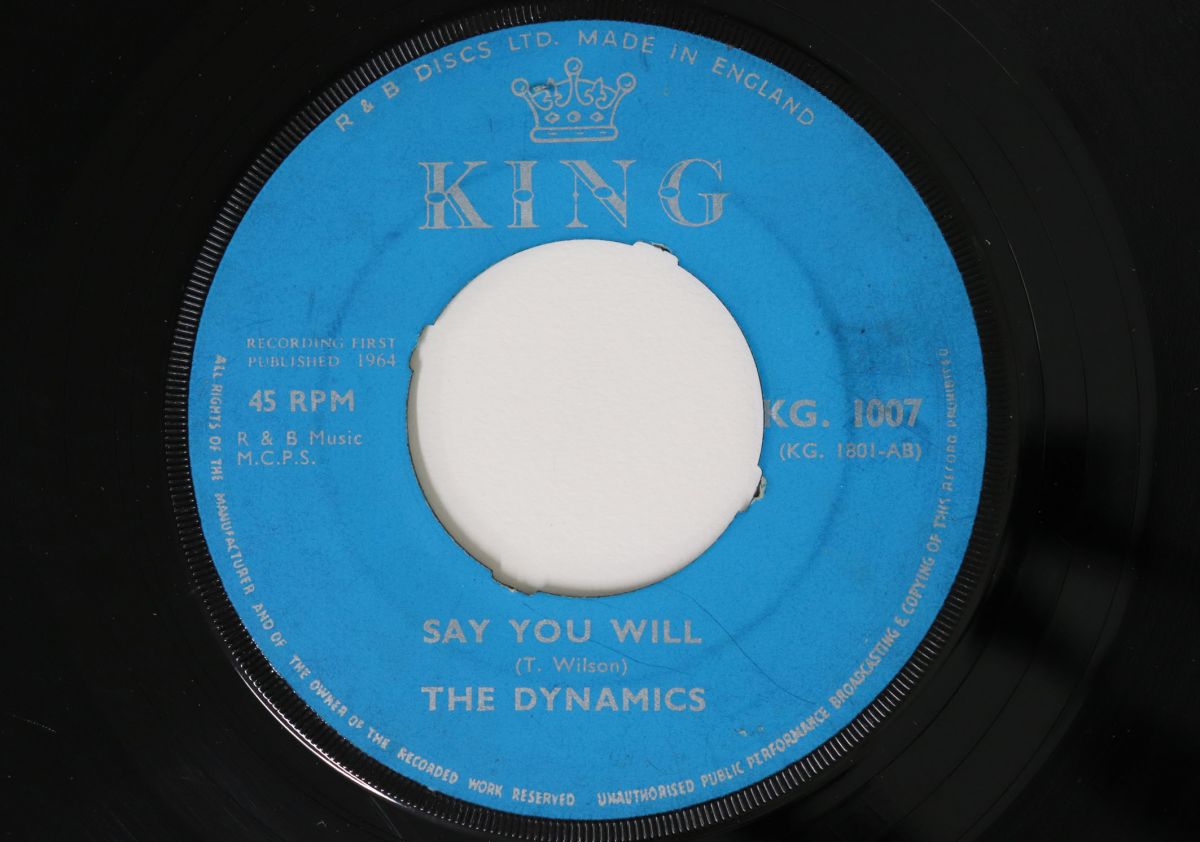 R & B DISCS LTD. MADE IN ENGLAND
KING
RECORDING FIRST
PUBLISHED 1964
45 RPM
R & B Music
M.C.P.S.
KG. 1007
(KG. 1801-AB)
SAY YOU WILL
(T. Wilson)
THE DYNAMICS
ALL RIGHTS OF THE MANUFACTURER AND OF THE OWNER OF THE RECORDED WORK RESERVED UNAUTHORISED PUBLIC PERFORMANCE BROADCASTING & COPYING OF THIS RECORD PROHIBITED